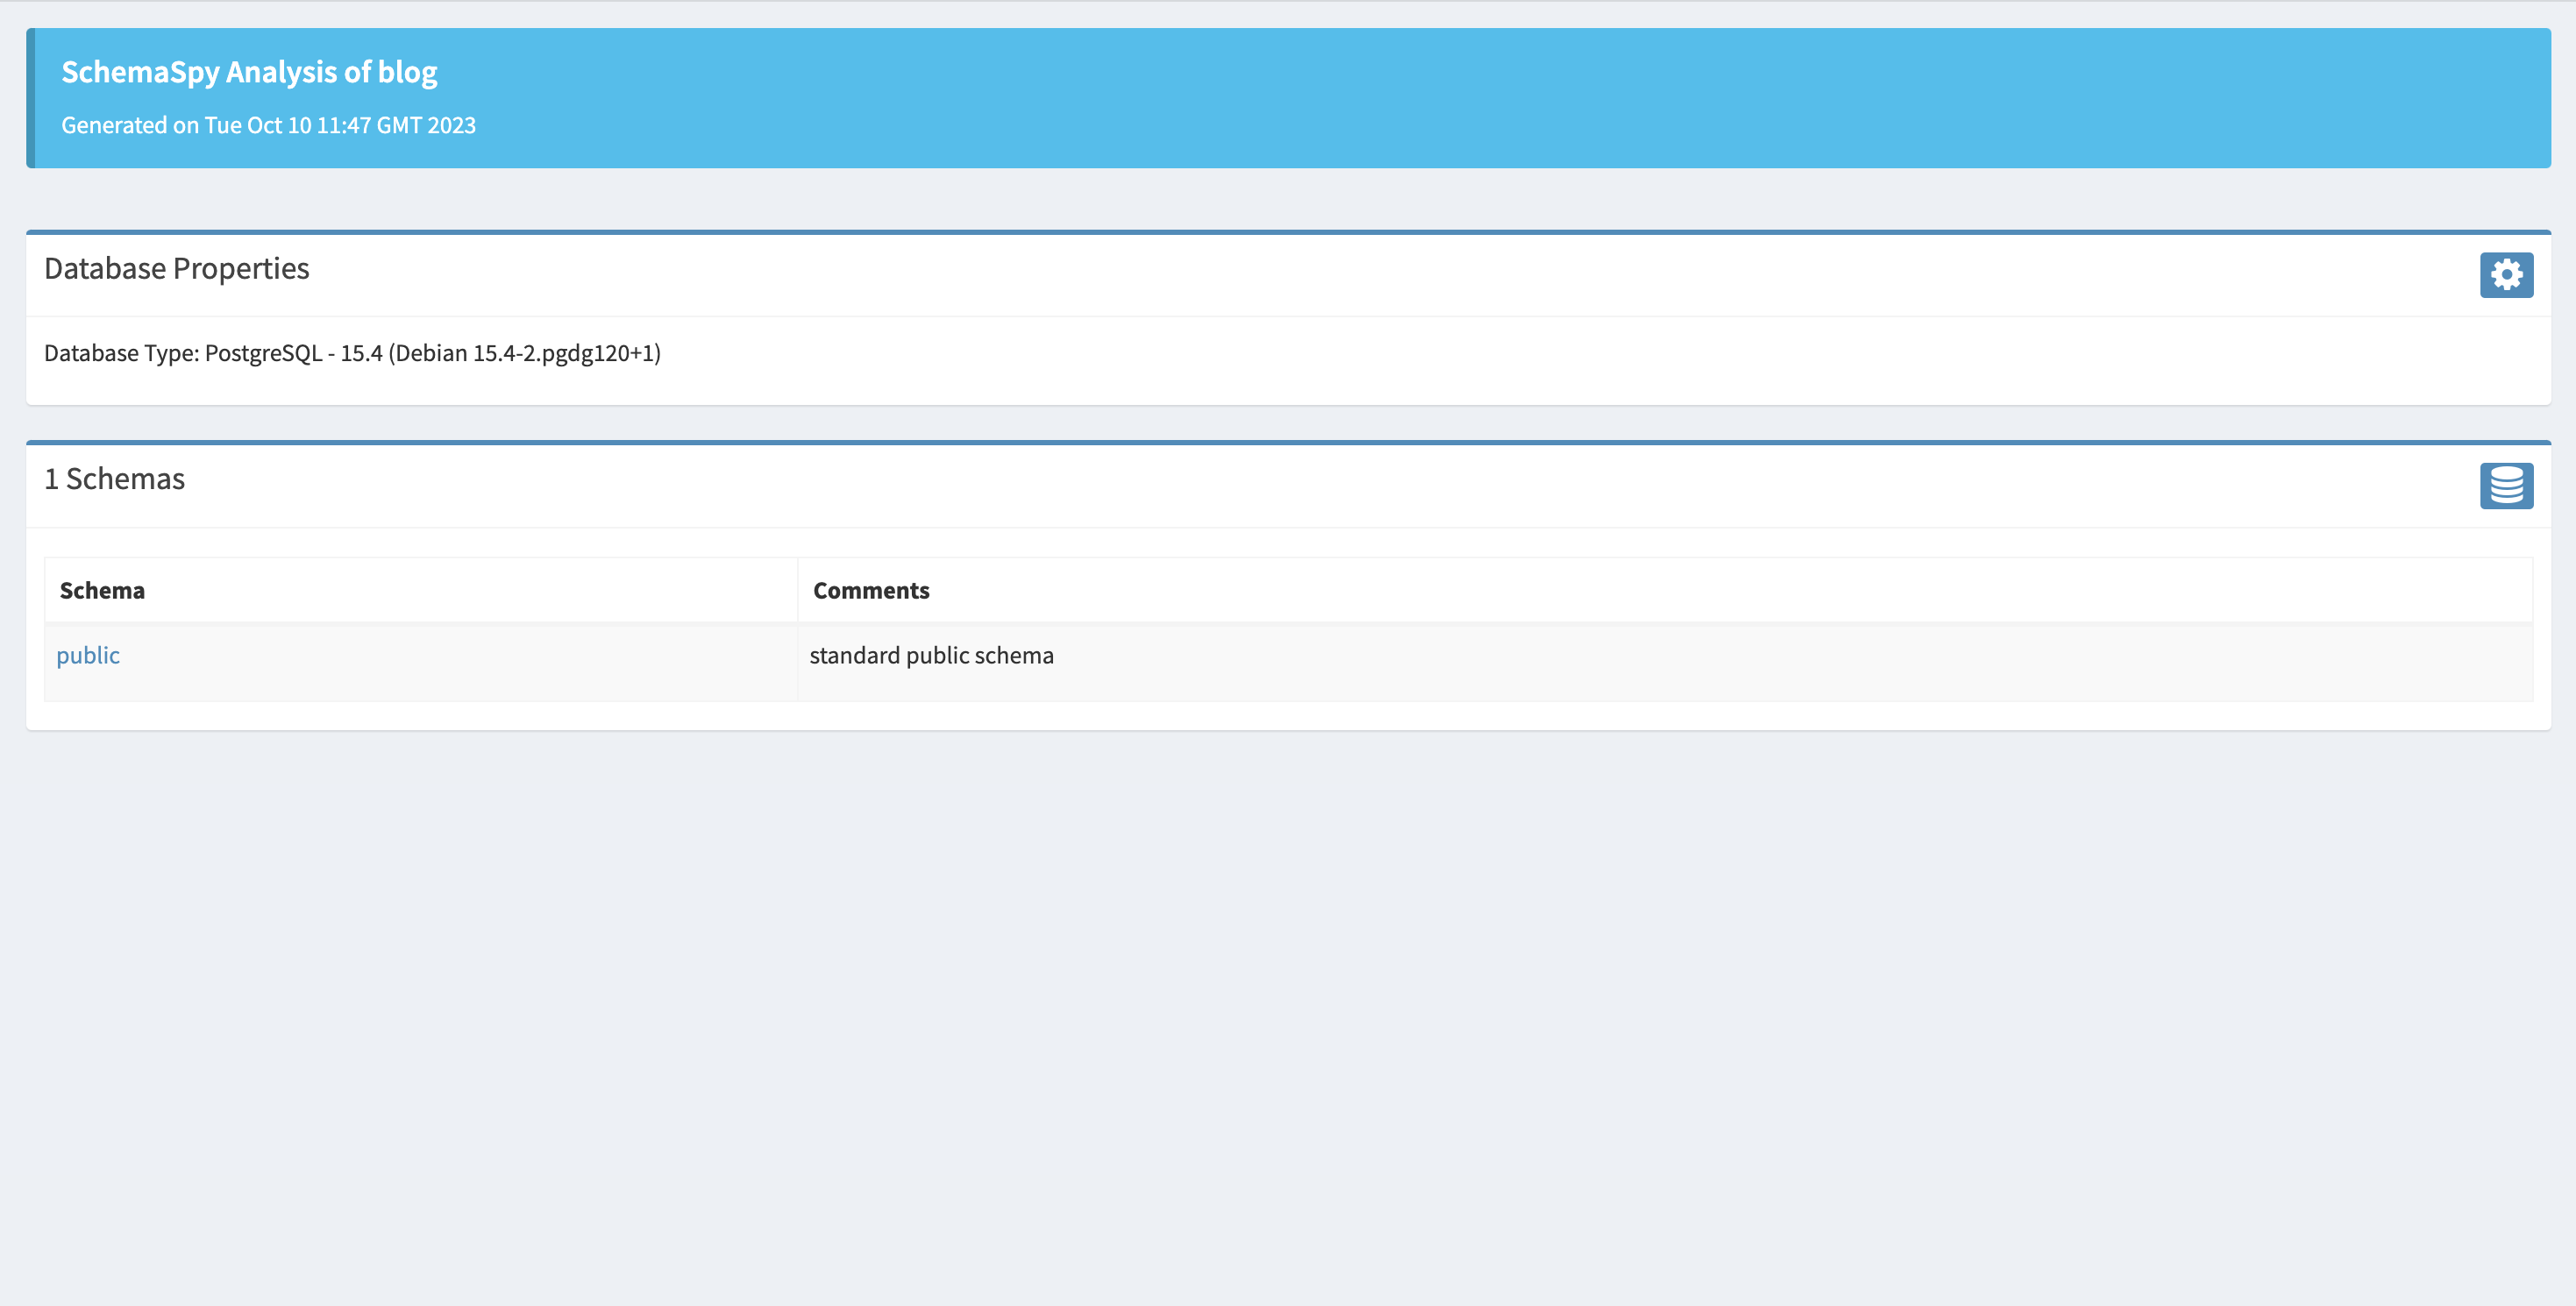 SchemaSpy Analysis of blog
Generated on Tue Oct 10 11:47 GMT 2023
Database Properties
Database Type: PostgreSQL - 15.4 (Debian 15.4-2.pgdg120+1)
1 Schemas
Schema Comments
public standard public schema